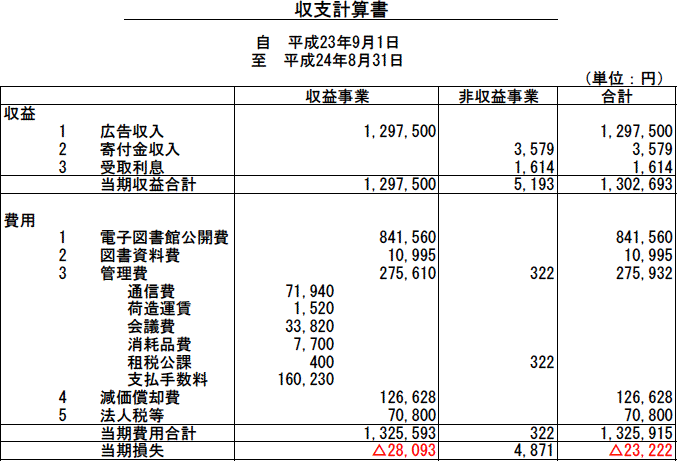 収支計算書
自　平成23年9月1日
至　平成24年8月31日
（単位：円）
収益事業 非収益事業 合計
収益
1 広告収入 1,297,500 1,297,500
2 寄付金収入 3,579 3,579
3 受取利息 1,614 1,614
当期収益合計 1,297,500 5,193 1,302,693
費用
1 電子図書館公開費 841,560 841,560
2 図書資料費 10,995 10,995
3 管理費 275,610 322 275,932
通信費 71,940
荷造運賃 1,520
会議費 33,820
消耗品費 7,700
租税公課 400 322
支払手数料 160,230
4 減価償却費 126,628 126,628
5 法人税等 70,800 70,800
当期費用合計 1,325,593 322 1,325,915
当期損失 △28,093 4,871 △23,222